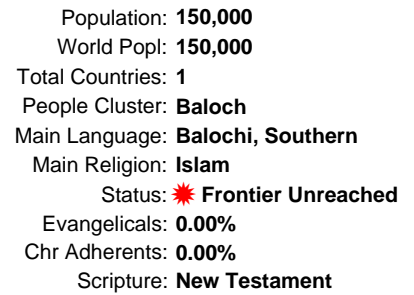 Population: 150,000
World Popl: 150,000
Total Countries: 1
People Cluster: Baloch
Main Language: Balochi, Southern
Main Religion: Islam
Status: Frontier Unreached
Evangelicals: 0.00%
Chr Adherents: 0.00%
Scripture: New Testament